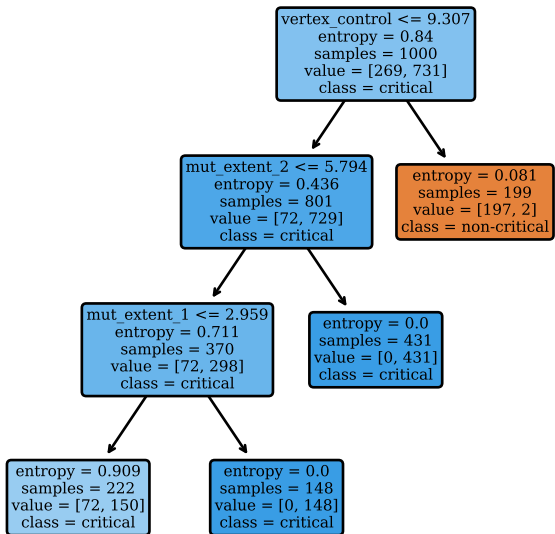 vertex_control <= 9.307
entropy = 0.84
samples = 1000
value = [269, 731]
class = critical
mut_extent_2 <= 5.794
entropy = 0.436
samples = 801
value = [72, 729]
class = critical
entropy = 0.081
samples = 199
value = [197, 2]
class = non-critical
mut_extent_1 <= 2.959
entropy = 0.711
samples = 370
value = [72, 298]
class = critical
entropy = 0.0
samples = 431
value = [0, 431]
class = critical
entropy = 0.909
samples = 222
value = [72, 150]
class = critical
entropy = 0.0
samples = 148
value = [0, 148]
class = critical